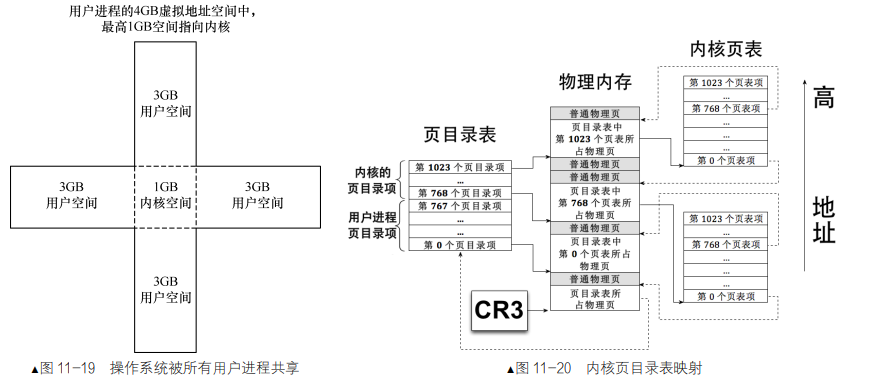 用户进程的4GB虚拟地址空间中，
最高1GB空间指向内核
3GB
用户空间
3GB
用户空间
1GB
内核空间
3GB
用户空间
3GB
用户空间
▲图 11-19 操作系统被所有用户进程共享
页目录表
内核的
页目录项
用户进程
页目录项
第 1023 个页目录项
...
第 768 个页目录项
第 767 个页目录项
...
...
第 0 个页目录项
CR3
物理内存
普通物理页
页目录表中
第 1023 个页表所
占物理页
普通物理页
普通物理页
页目录表中
第 768 个页表所
占物理页
普通物理页
页目录表中
第 0 个页表所占
物理页
普通物理页
页目录表所
占物理页
内核页表
第 1023 个页表项
...
第 768 个页表项
...
...
...
第 0 个页表项
第 1023 个页表项
...
第 768 个页表项
...
...
...
第 0 个页表项
高
地
址
▲图 11-20 内核页目录表映射